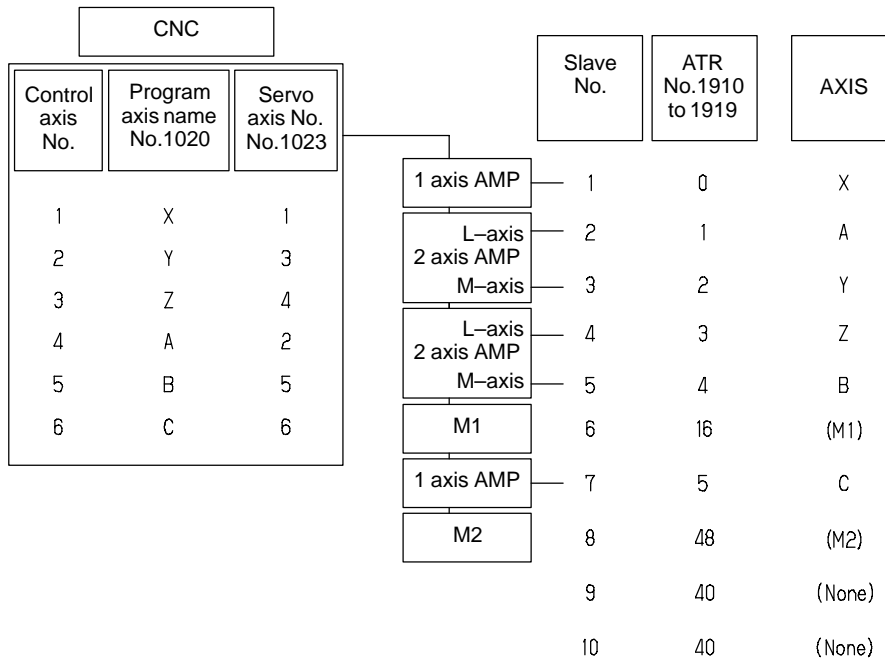 CNC
Control
axis
No.
Program
axis name
No.1020
Servo
axis No.
No.1023
1 X 1
2 Y 3
3 Z 4
4 A 2
5 B 5
6 C 6
1 axis AMP
L–axis
2 axis AMP
M–axis
L–axis
2 axis AMP
M–axis
M1
1 axis AMP
M2
Slave
No.
ATR
No.1910
to 1919
AXIS
1 0 X
2 1 A
3 2 Y
4 3 Z
5 4 B
6 16 (M1)
7 5 C
8 48 (M2)
9 40 (None)
10 40 (None)